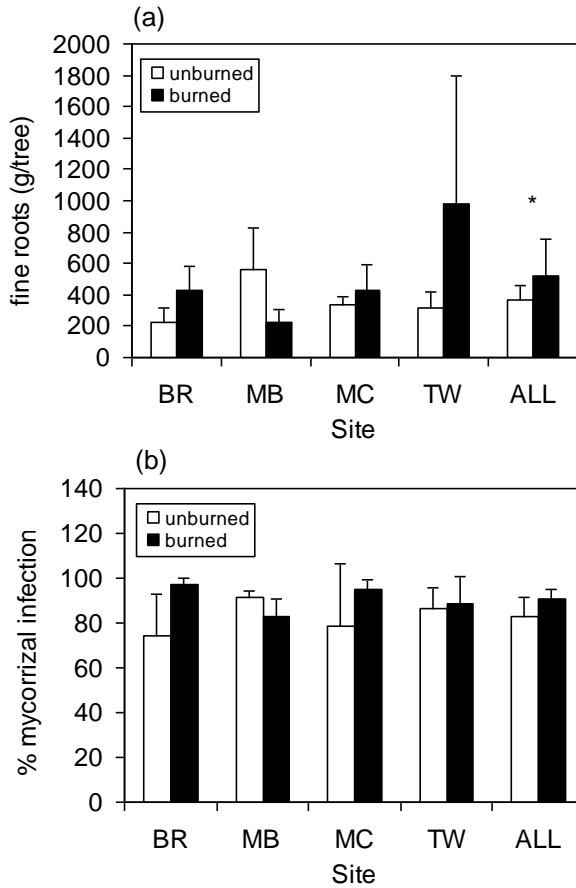 (a)
2000
1800
1600
1400
1200
1000
800
600
400
200
0
fine roots (g/tree)
unburned
burned
*
BR MB MC TW ALL
Site
(b)
140
120
100
80
60
40
20
0
% mycorrizal infection
unburned
burned
BR MB MC TW ALL
Site